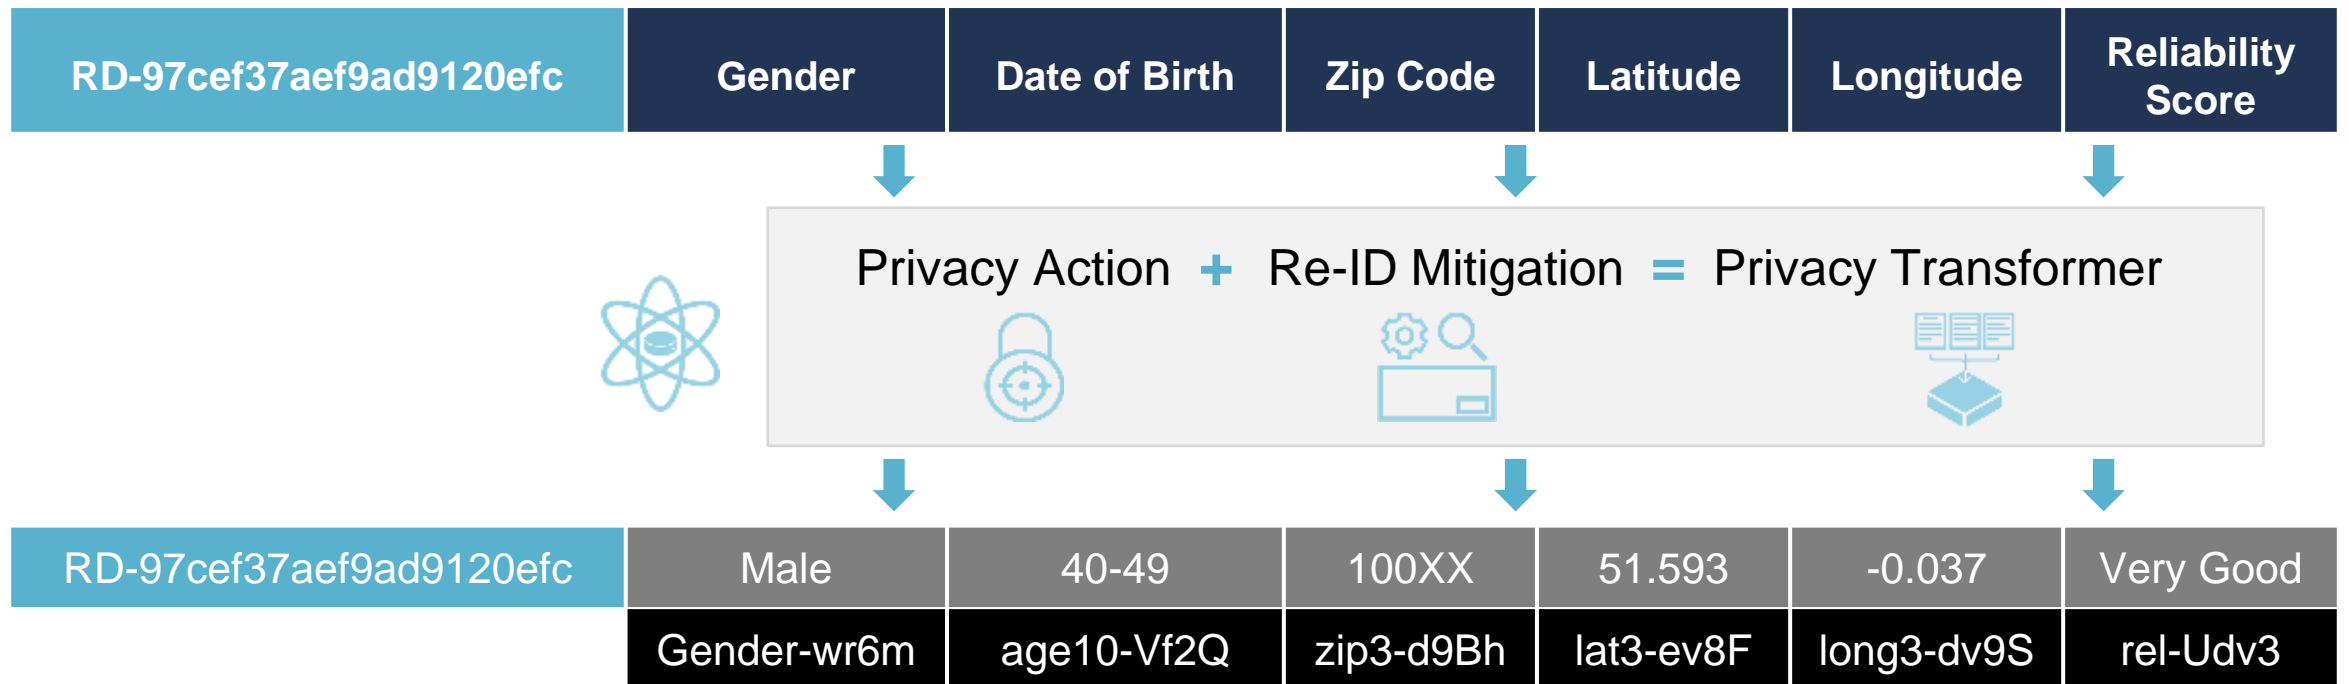 RD-97cef37aef9ad9120efc Gender Date of Birth Zip Code Latitude Longitude Reliability
Score
Privacy Action + Re-ID Mitigation = Privacy Transformer
RD-97cef37aef9ad9120efc Male 40-49 100XX 51.593 -0.037 Very Good
Gender-wr6m age10-Vf2Q zip3-d9Bh lat3-ev8F long3-dv9S rel-Udv3